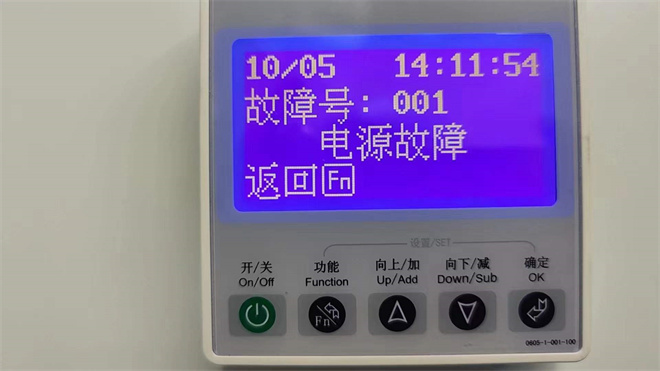 10/05 14:11:54
故障号: 001
电源故障
返回Fn
设置/SET
开/关 功能 向上/加 向下/减 确定
On/Off Function Up/Add Down/Sub OK
Fn
0605-1-001-100